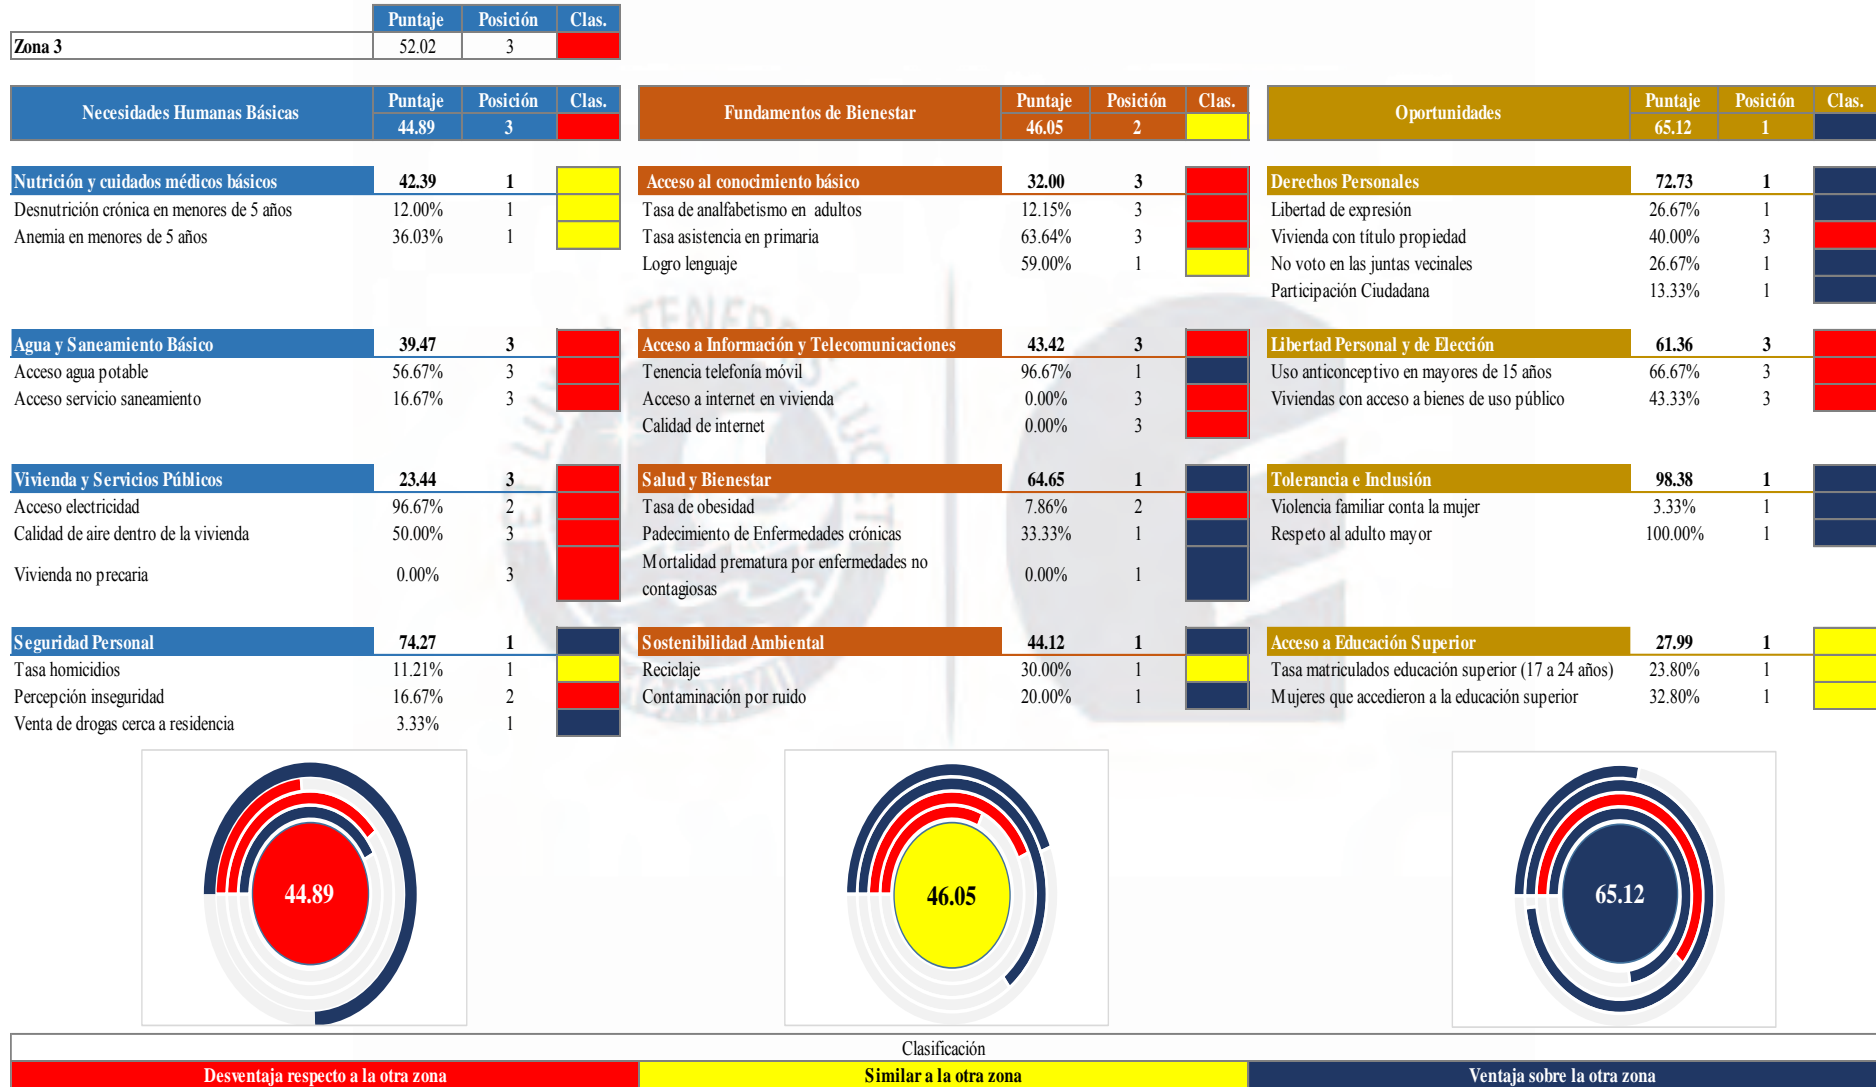 Puntaje Posición Clas.
Zona 3 52.02 3
Necesidades Humanas Básicas Puntaje Posición Clas.
44.89 3
Nutrición y cuidados médicos básicos 42.39 1
Desnutrición crónica en menores de 5 años 12.00% 1
Anemia en menores de 5 años 36.03% 1
Agua y Saneamiento Básico 39.47 3
Acceso agua potable 56.67% 3
Acceso servicio saneamiento 16.67% 3
Vivienda y Servicios Públicos 23.44 3
Acceso electricidad 96.67% 2
Calidad de aire dentro de la vivienda 50.00% 3
Vivienda no precaria 0.00% 3
Seguridad Personal 74.27 1
Tasa homicidios 11.21% 1
Percepción inseguridad 16.67% 2
Venta de drogas cerca a residencia 3.33% 1
44.89
Fundamentos de Bienestar Puntaje Posición Clas.
46.05 2
Acceso al conocimiento básico 32.00 3
Tasa de analfabetismo en adultos 12.15% 3
Tasa asistencia en primaria 63.64% 3
Logro lenguaje 59.00% 1
Acceso a Información y Telecomunicaciones 43.42 3
Tenencia telefonía móvil 96.67% 1
Acceso a internet en vivienda 0.00% 3
Calidad de internet 0.00% 3
Salud y Bienestar 64.65 1
Tasa de obesidad 7.86% 2
Padecimiento de Enfermedades crónicas 33.33% 1
Mortalidad prematura por enfermedades no
contagiosas 0.00% 1
Sostenibilidad Ambiental 44.12 1
Reciclaje 30.00% 1
Contaminación por ruido 20.00% 1
46.05
Oportunidades Puntaje Posición Clas.
65.12 1
Derechos Personales 72.73 1
Libertad de expresión 26.67% 1
Vivienda con título propiedad 40.00% 3
No voto en las juntas vecinales 26.67% 1
Participación Ciudadana 13.33% 1
Libertad Personal y de Elección 61.36 3
Uso anticonceptivo en mayores de 15 años 66.67% 3
Viviendas con acceso a bienes de uso público 43.33% 3
Tolerancia e Inclusión 98.38 1
Violencia familiar conta la mujer 3.33% 1
Respeto al adulto mayor 100.00% 1
Acceso a Educación Superior 27.99 1
Tasa matriculados educación superior (17 a 24 años) 23.80% 1
Mujeres que accedieron a la educación superior 32.80% 1
65.12
Clasificación
Desventaja respecto a la otra zona Similar a la otra zona Ventaja sobre la otra zona